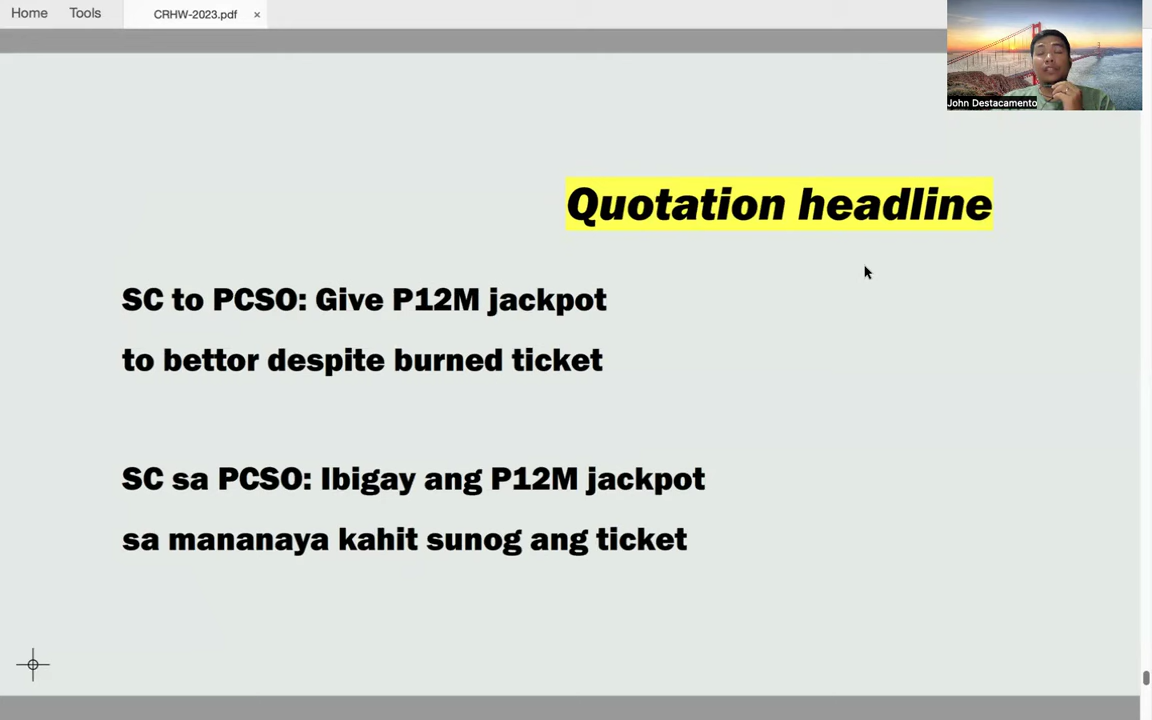 Home Tools CRHW-2023.pdf ×
John Destacamento
Quotation headline
SC to PCSO: Give P12M jackpot
to bettor despite burned ticket
SC sa PCSO: Ibigay ang P12M jackpot
sa mananaya kahit sunog ang ticket